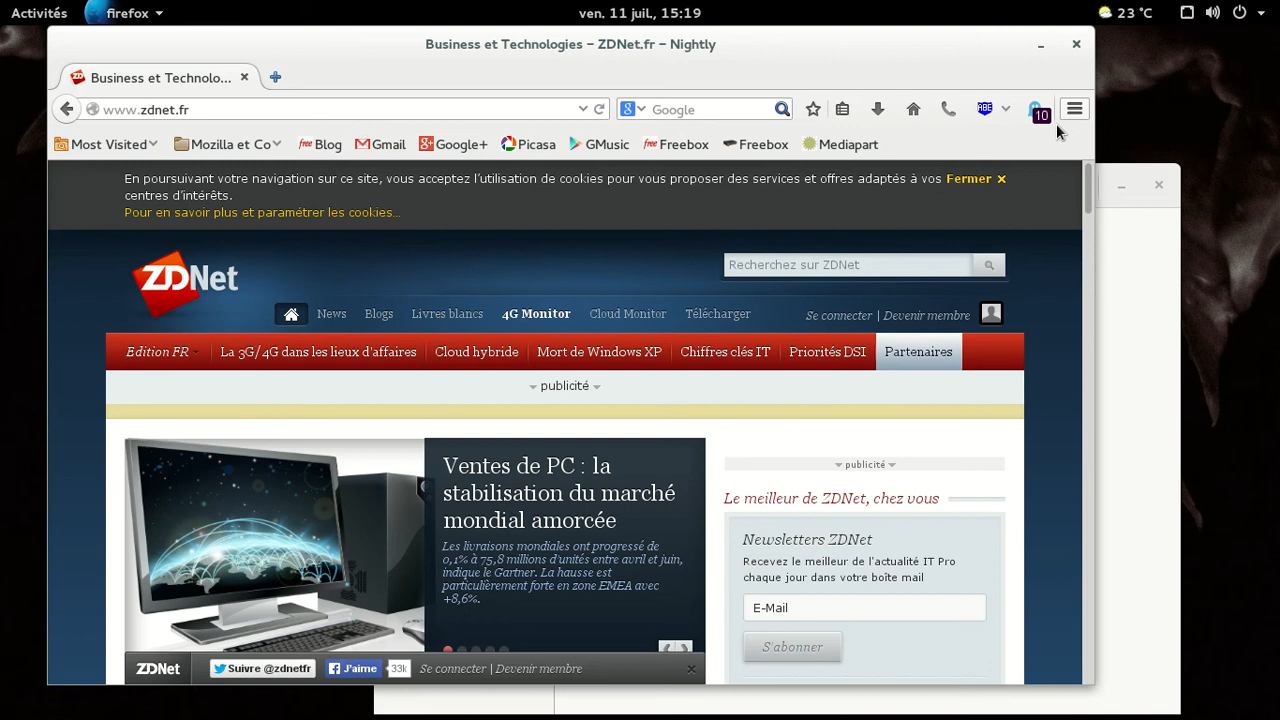 Activités
firefox
ven. 11 juil, 15:19
23 °C
Business et Technologies – ZDNet.fr – Nightly
Business et Technolo...
www.zdnet.fr
Google
ABE
10
Most Visited
Mozilla et Co
free Blog
Gmail
Google+
Picasa
GMusic
free Freebox
Freebox
Mediapart
En poursuivant votre navigation sur ce site, vous acceptez l'utilisation de cookies pour vous proposer des services et offres adaptés à vos
centres d'intérêts.
Fermer x
Pour en savoir plus et paramétrer les cookies...
ZDNet
Recherchez sur ZDNet
News
Blogs
Livres blancs
4G Monitor
Cloud Monitor
Télécharger
Se connecter | Devenir membre
Edition FR
La 3G/4G dans les lieux d'affaires
Cloud hybride
Mort de Windows XP
Chiffres clés IT
Priorités DSI
Partenaires
publicité
Ventes de PC : la
stabilisation du marché
mondial amorcée
Les livraisons mondiales ont progressé de
0,1% à 75,8 millions d'unités entre avril et juin,
indique le Gartner. La hausse est
particulièrement forte en zone EMEA avec
+8,6%.
publicité
Le meilleur de ZDNet, chez vous
Newsletters ZDNet
Recevez le meilleur de l'actualité IT Pro
chaque jour dans votre boîte mail
E-Mail
S'abonner
ZDNet
Suivre @zdnetfr
J'aime
33k
Se connecter | Devenir membre